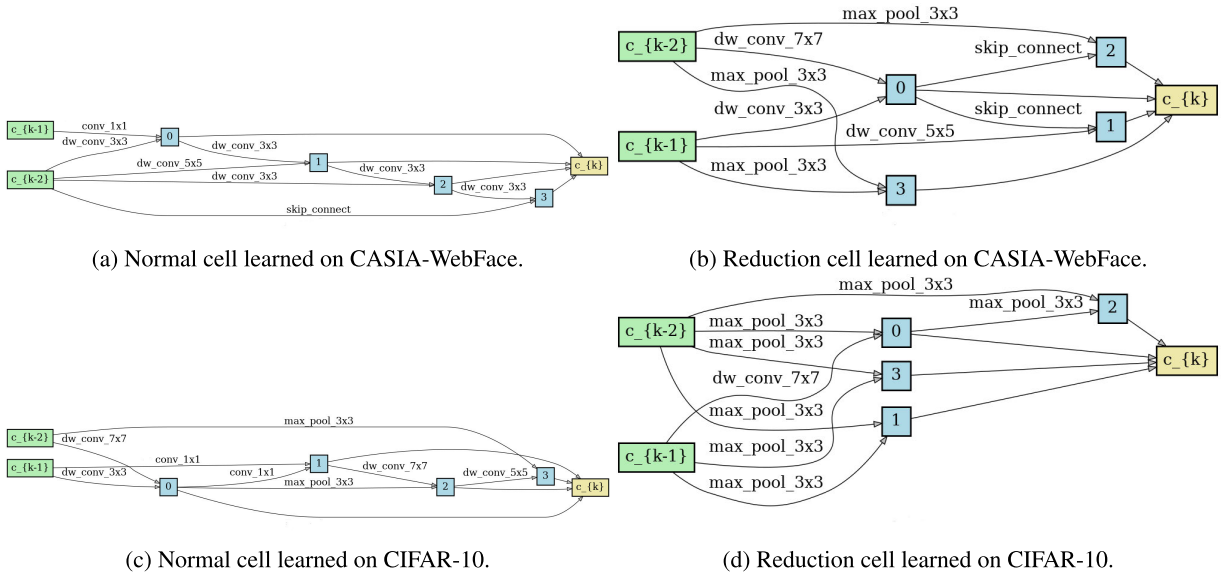 max_pool_3x3
c_{k-2}
dw_conv_7x7
skip_connect
2
max_pool_3x3
0
c_{k}
dw_conv_3x3
skip_connect
1
c_{k-1}
dw_conv_5x5
max_pool_3x3
3
c_{k-1}
conv_1x1
0
dw_conv_3x3
dw_conv_3x3
dw_conv_5x5
1
dw_conv_3x3
c_{k}
c_{k-2}
dw_conv_3x3
2
dw_conv_3x3
3
skip_connect
(a) Normal cell learned on CASIA-WebFace.
(b) Reduction cell learned on CASIA-WebFace.
max_pool_3x3
c_{k-2}
dw_conv_7x7
c_{k-1}
conv_1x1
1
dw_conv_7x7
dw_conv_3x3
conv_1x1
dw_conv_5x5
3
0
max_pool_3x3
2
c_{k}
max_pool_3x3
max_pool_3x3
2
c_{k-2}
max_pool_3x3
0
max_pool_3x3
c_{k}
dw_conv_7x7
3
max_pool_3x3
1
c_{k-1}
max_pool_3x3
max_pool_3x3
(c) Normal cell learned on CIFAR-10.
(d) Reduction cell learned on CIFAR-10.